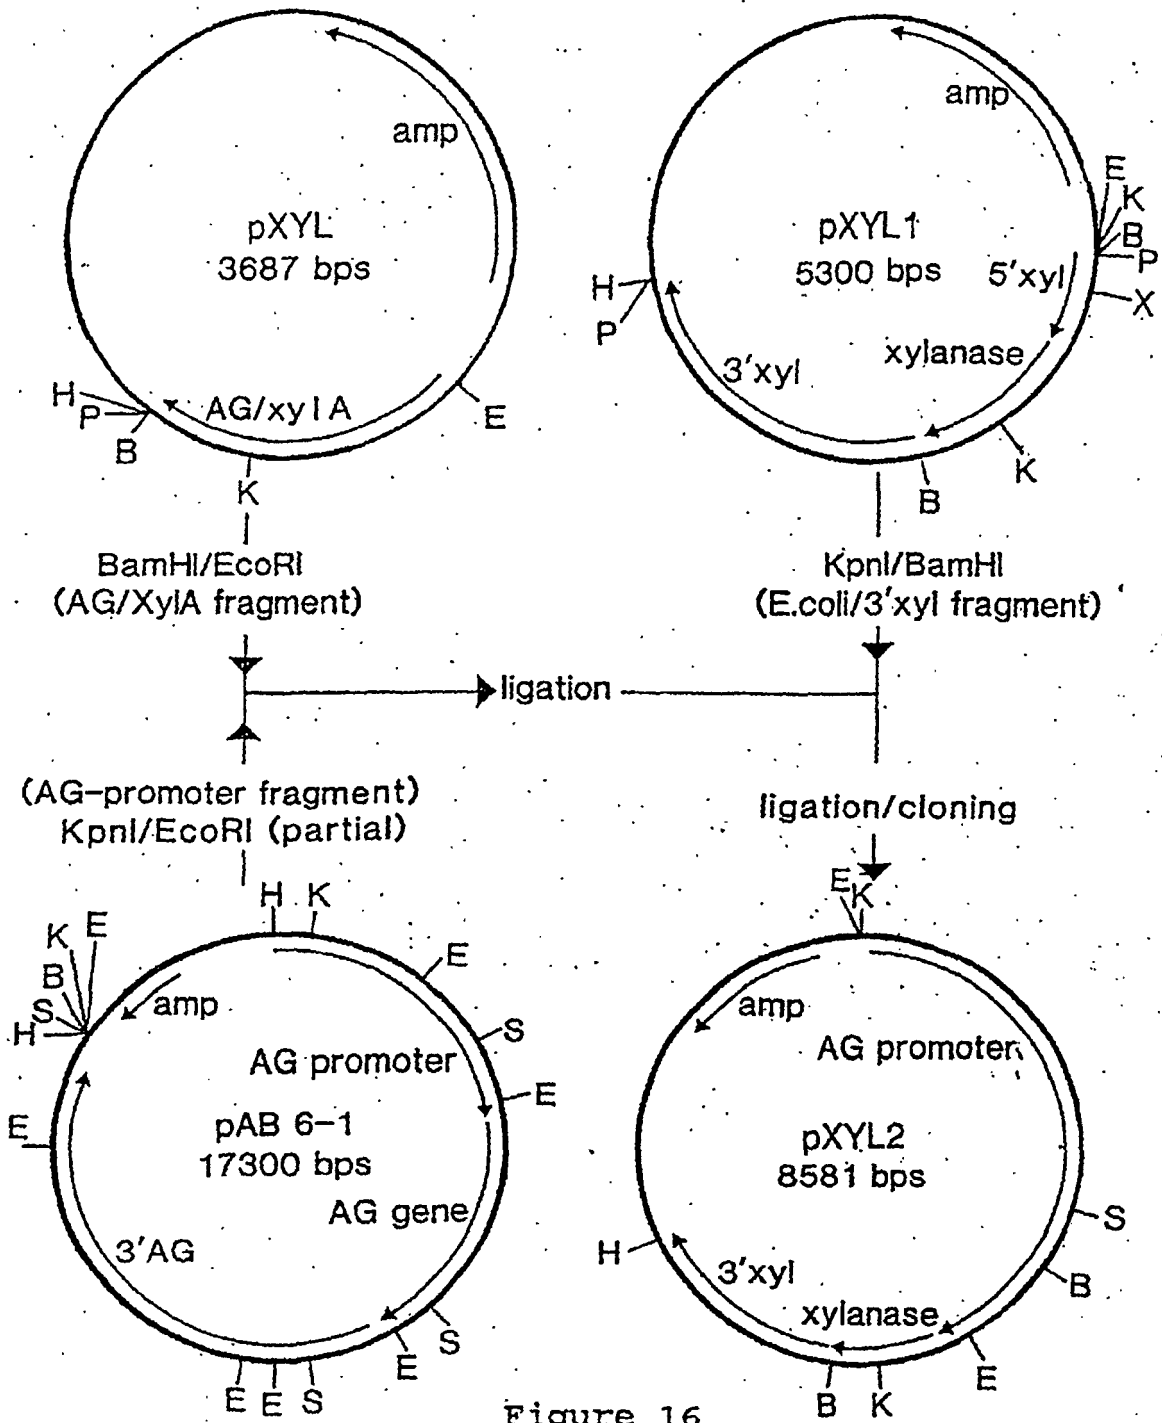 amp
pXYL
3687 bps
AG/xylA
H
P
B
K
E
amp
pXYL1
5300 bps
5'xyl
xylanase
3'xyl
E
K
B
P
X
H
P
K
B
BamHI/EcoRI
(AG/XylA fragment)
KpnI/BamHI
(E.coli/3'xyl fragment)
ligation
(AG-promoter fragment)
KpnI/EcoRI (partial)
ligation/cloning
H K
E
S
E
K
E
B
S
H
E
amp
AG promoter
pAB 6-1
17300 bps
AG gene
3'AG
S
E
E E S
E
K
amp
AG promoter
pXYL2
8581 bps
S
B
H
3'xyl
xylanase
E
B K
Figure 16